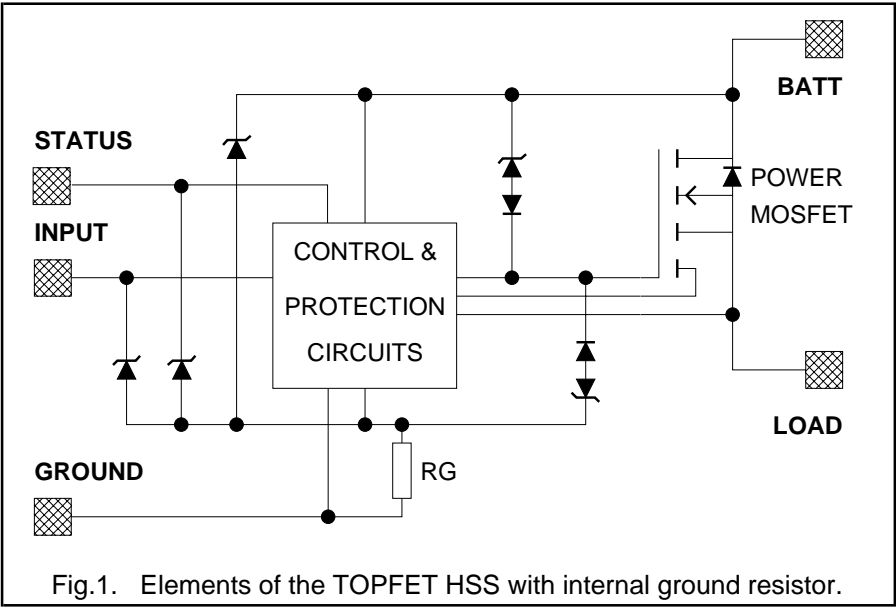 BATT
STATUS
POWER
MOSFET
INPUT
CONTROL &
PROTECTION
CIRCUITS
LOAD
GROUND
RG
Fig.1. Elements of the TOPFET HSS with internal ground resistor.